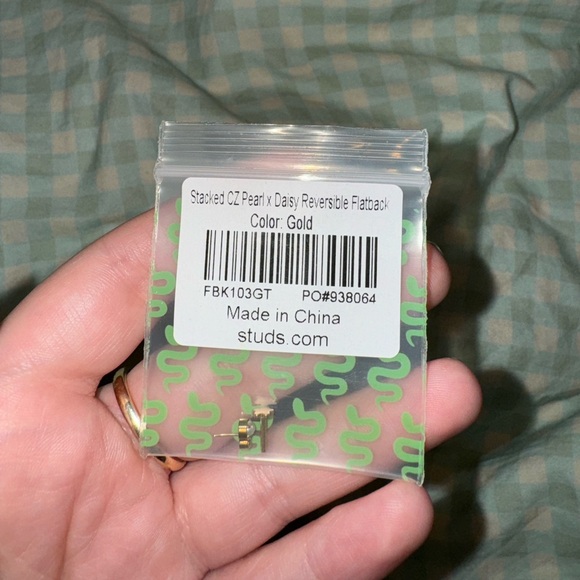 Stacked CZ Pearl x Daisy Reversible Flatback
Color: Gold
FBK103GT PO#938064
Made in China
studs.com